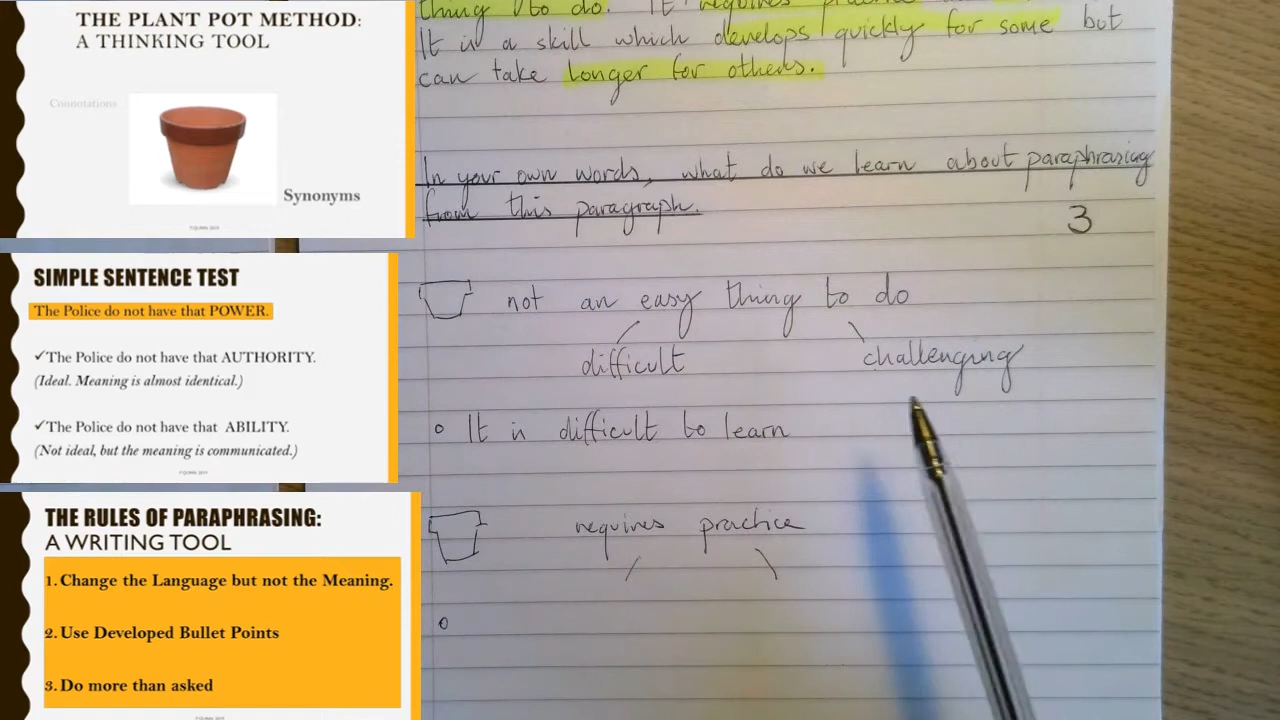 THE PLANT POT METHOD:
A THINKING TOOL
Connotations
Synonyms
SIMPLE SENTENCE TEST
The Police do not have that POWER.
✓The Police do not have that AUTHORITY.
(Ideal. Meaning is almost identical.)
✓The Police do not have that ABILITY.
(Not ideal, but the meaning is communicated.)
THE RULES OF PARAPHRASING:
A WRITING TOOL
1. Change the Language but not the Meaning.
2. Use Developed Bullet Points
3. Do more than asked
thing to do. It requires practice
It is a skill which develops quickly for some but
can take longer for others.
In your own words, what do we learn about paraphrasing
from this paragraph.
3
not an easy thing to do
difficult challenging
It is difficult to learn
requires practice